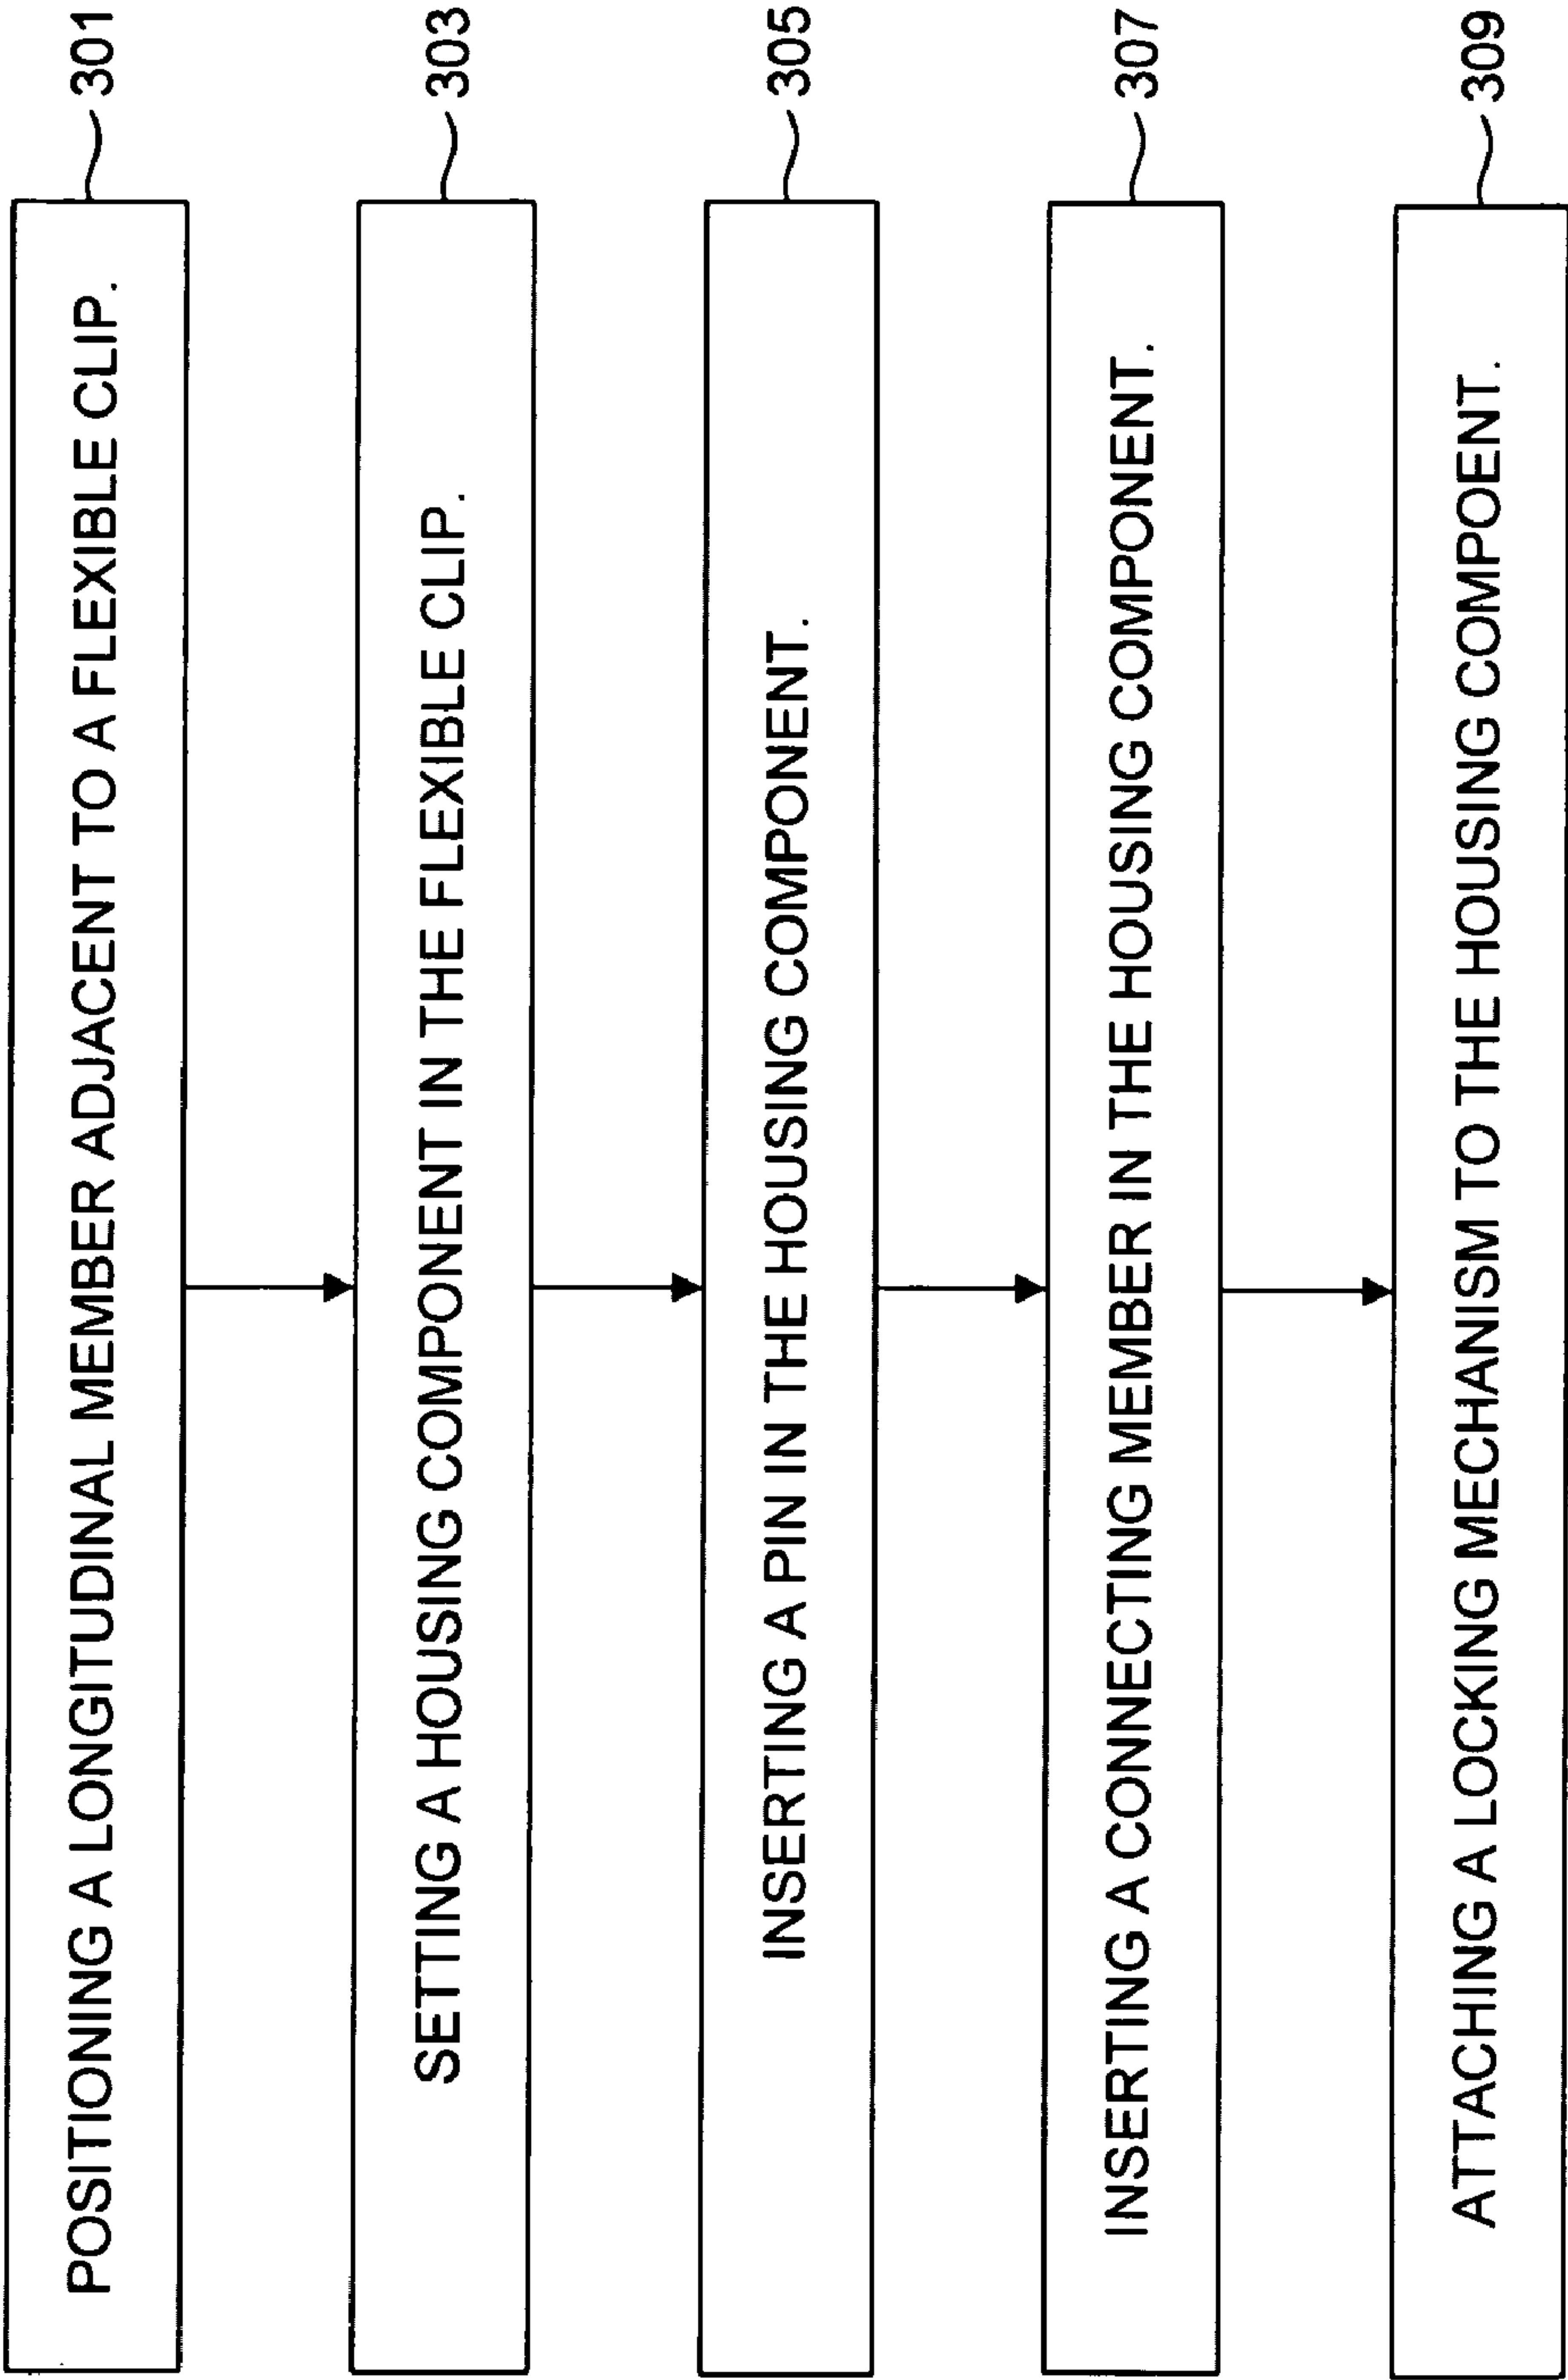 POSITIONING A LONGITUDINAL MEMBER ADJACENT TO A FLEXIBLE CLIP.
301
SETTING A HOUSING COMPONENT IN THE FLEXIBLE CLIP.
303
INSERTING A PIN IN THE HOUSING COMPONENT.
305
INSERTING A CONNECTING MEMBER IN THE HOUSING COMPONENT.
307
ATTACHING A LOCKING MECHANISM TO THE HOUSING COMPOENT.
309